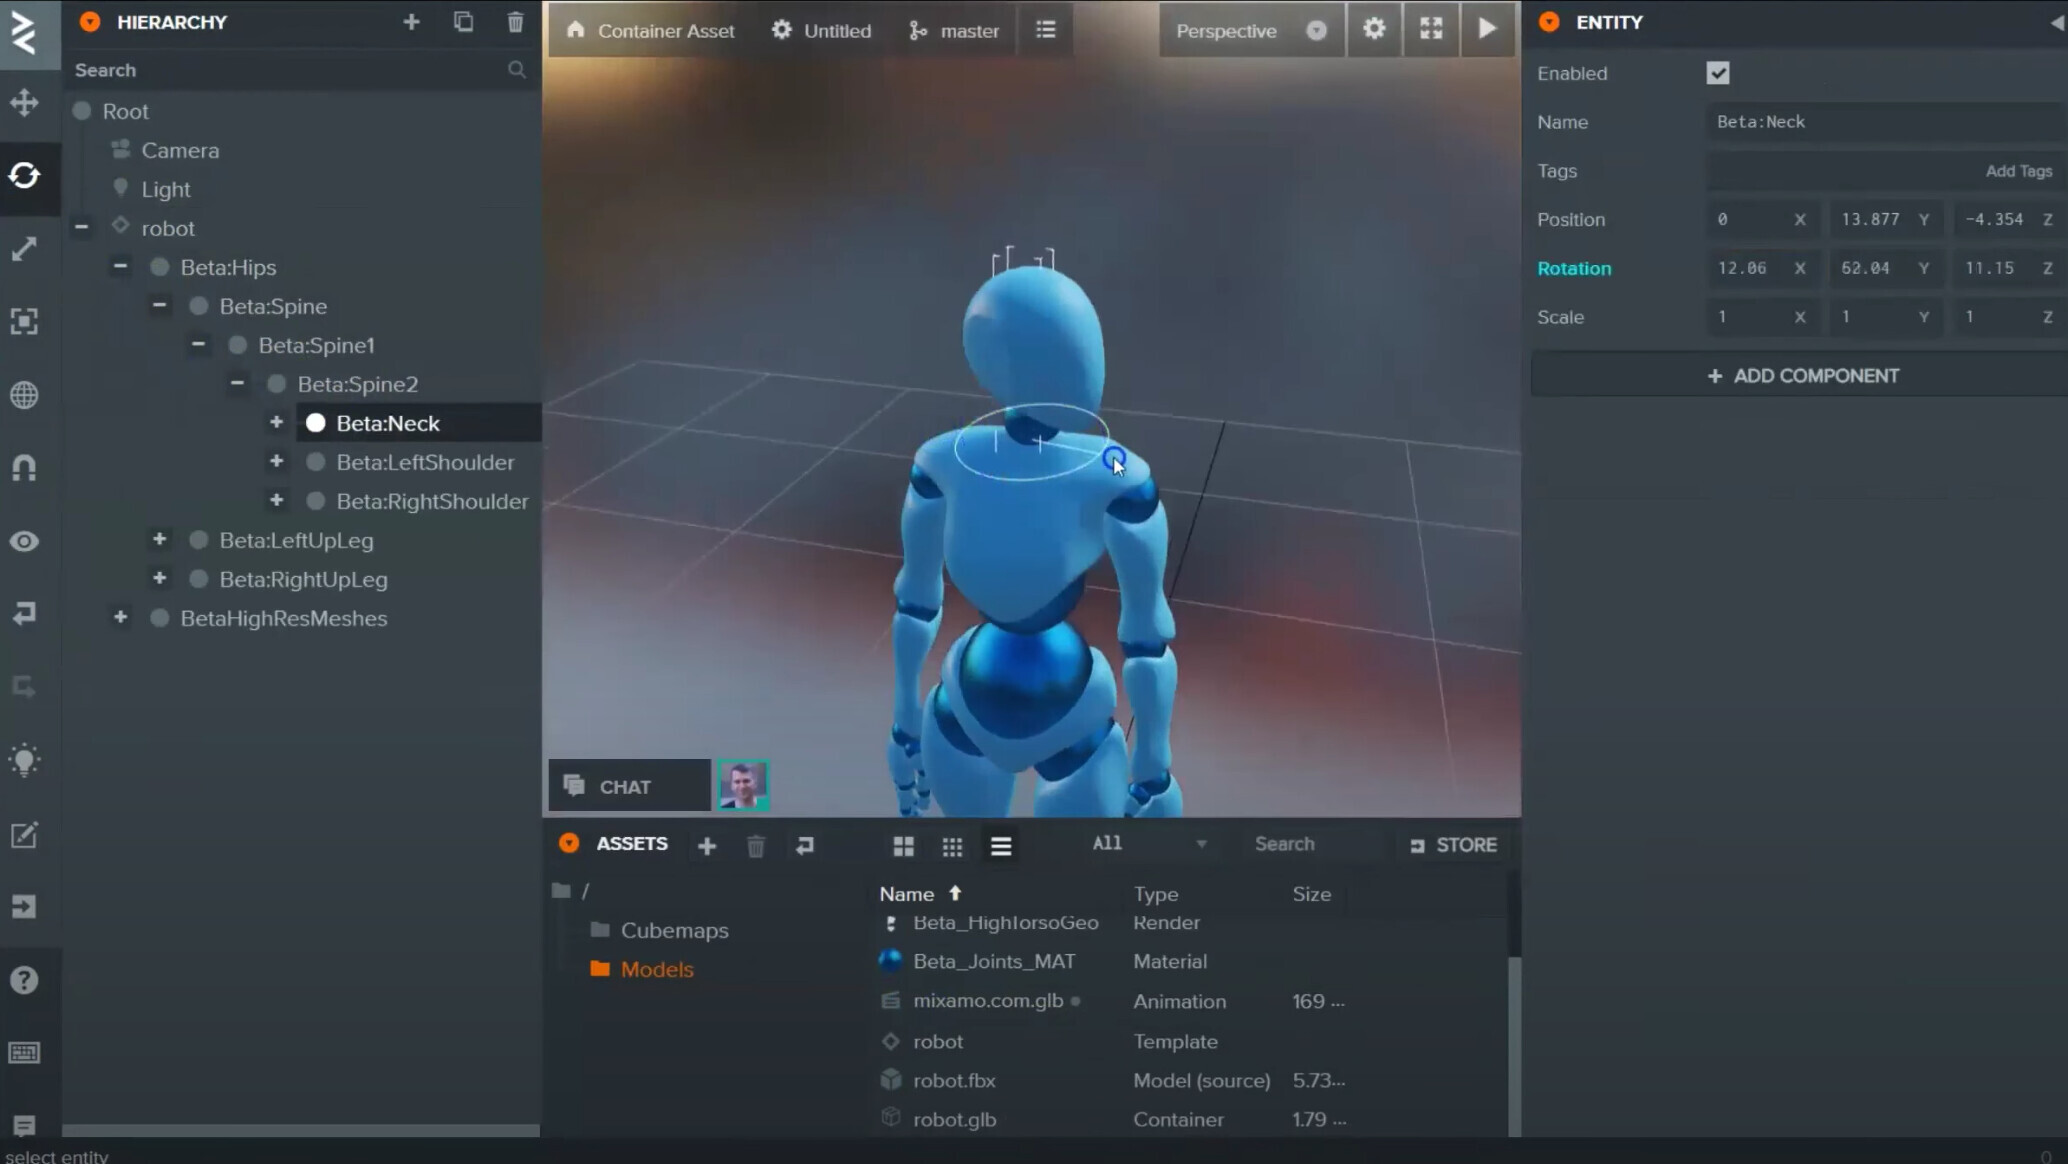 HIERARCHY
Search
Root
Camera
Light
robot
Beta:Hips
Beta:Spine
Beta:Spine1
Beta:Spine2
Beta:Neck
Beta:LeftShoulder
Beta:RightShoulder
Beta:LeftUpLeg
Beta:RightUpLeg
BetaHighResMeshes
select entity
Container Asset
Untitled
master
Perspective
CHAT
ASSETS
All
Search
STORE
/
Cubemaps
Models
Name Type Size
Beta_HighTorsoGeo Render
Beta_Joints_MAT Material
mixamo.com.glb Animation 169 ...
robot Template
robot.fbx Model (source) 5.73...
robot.glb Container 1.79 ...
ENTITY
Enabled
Name Beta:Neck
Tags Add Tags
Position 0 X 13.877 Y -4.354 Z
Rotation 12.06 X 62.04 Y 11.15 Z
Scale 1 X 1 Y 1 Z
+ ADD COMPONENT
0